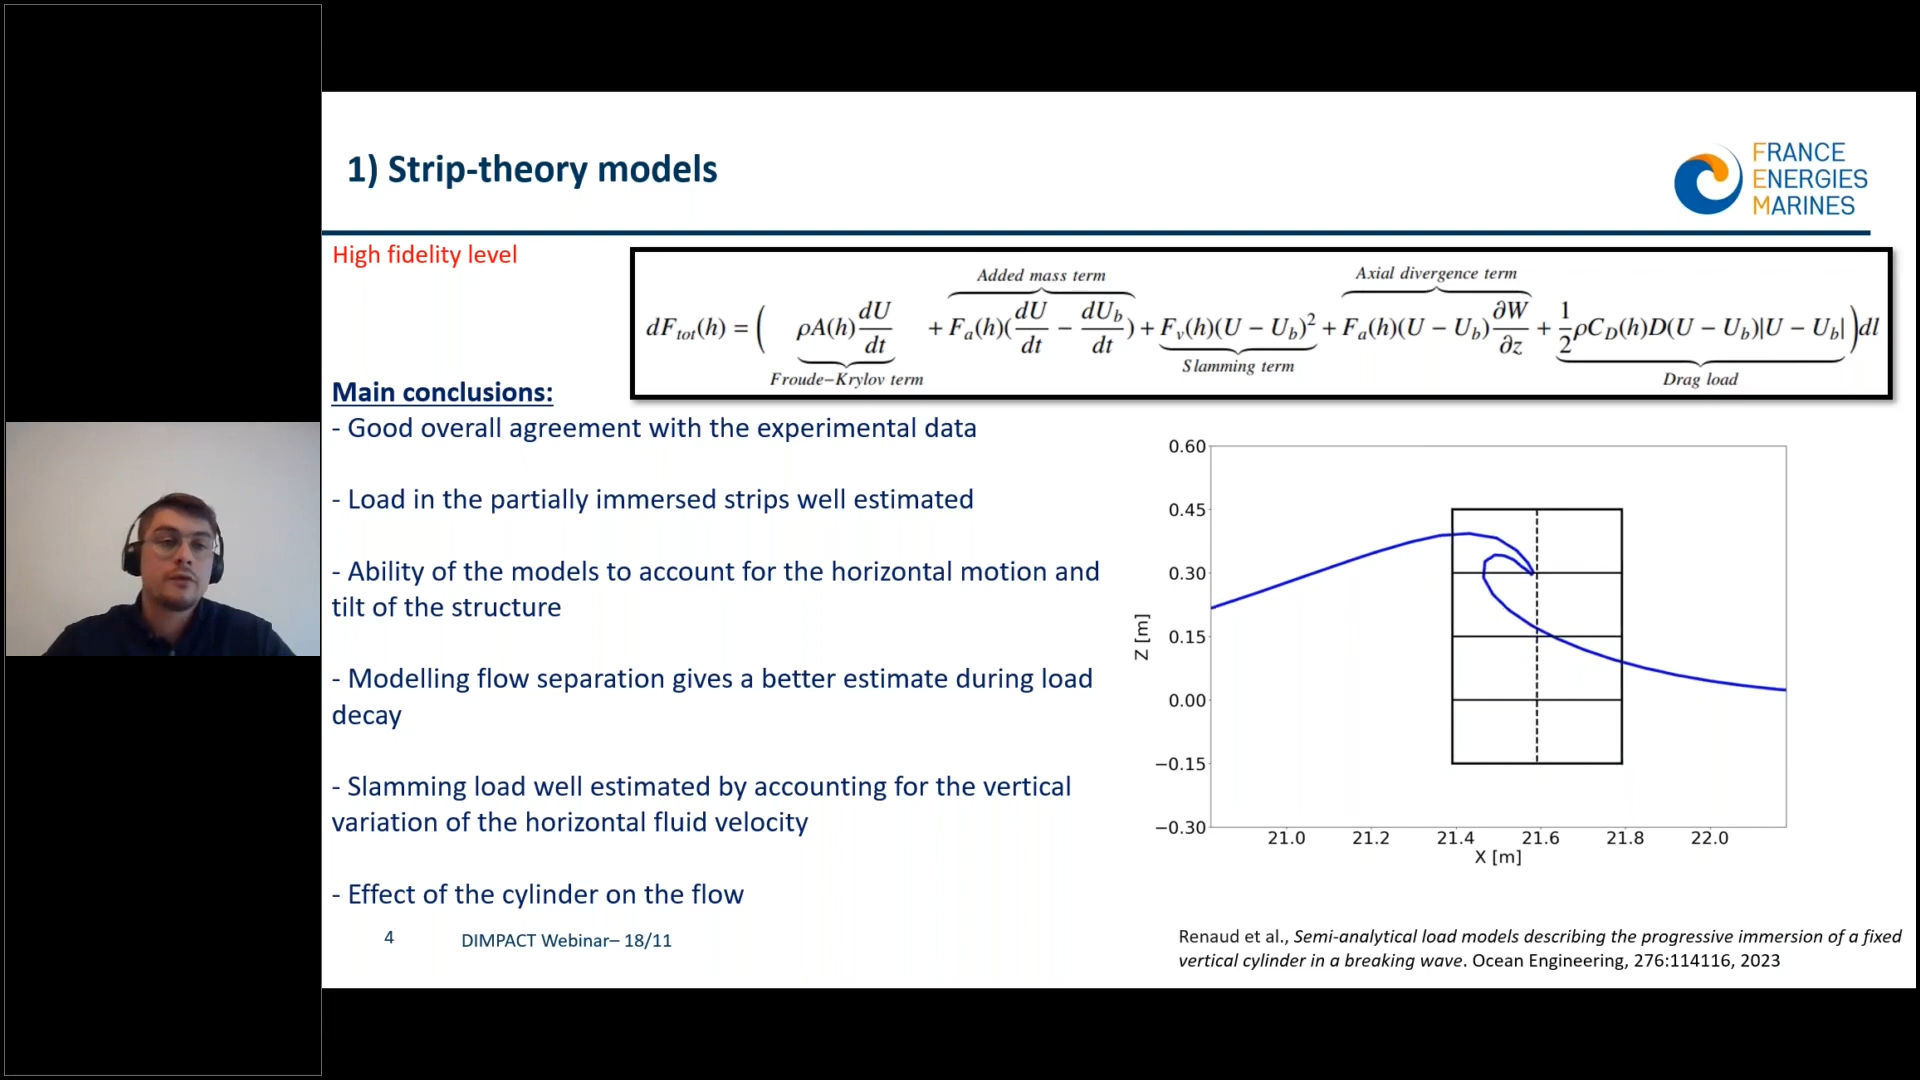 1) Strip-theory models
FRANCE
ENERGIES
MARINES
High fidelity level
Added mass term
Axial divergence term
dF_tot(h) = ( ρA(h) dU/dt + F_a(h)(dU/dt − dU_b/dt) + F_v(h)(U − U_b)² + F_a(h)(U − U_b) ∂W/∂z + 1/2 ρC_D(h)D(U − U_b)|U − U_b| ) dl
Froude−Krylov term
Slamming term
Drag load
Main conclusions:
- Good overall agreement with the experimental data
- Load in the partially immersed strips well estimated
- Ability of the models to account for the horizontal motion and
tilt of the structure
- Modelling flow separation gives a better estimate during load
decay
- Slamming load well estimated by accounting for the vertical
variation of the horizontal fluid velocity
- Effect of the cylinder on the flow
0.60
0.45
0.30
0.15
0.00
−0.15
−0.30
Z [m]
21.0 21.2 21.4 21.6 21.8 22.0
X [m]
4 DIMPACT Webinar– 18/11
Renaud et al., Semi-analytical load models describing the progressive immersion of a fixed
vertical cylinder in a breaking wave. Ocean Engineering, 276:114116, 2023